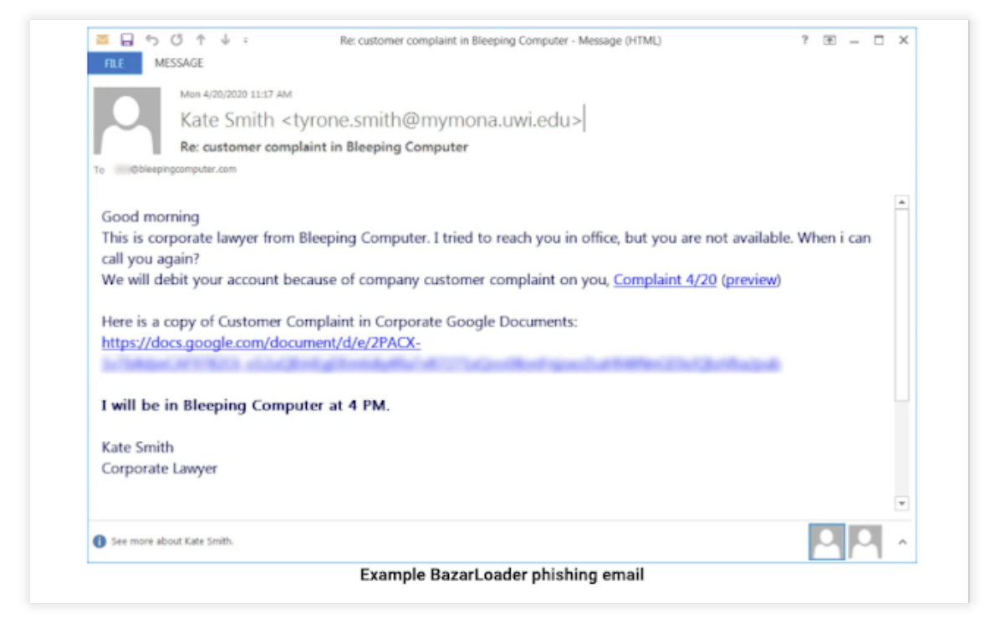 Re: customer complaint in Bleeping Computer - Message (HTML)
FILE MESSAGE
Mon 4/20/2020 11:17 AM
Kate Smith <tyrone.smith@mymona.uwi.edu>
Re: customer complaint in Bleeping Computer
To @bleepingcomputer.com
Good morning
This is corporate lawyer from Bleeping Computer. I tried to reach you in office, but you are not available. When i can
call you again?
We will debit your account because of company customer complaint on you, Complaint 4/20 (preview)
Here is a copy of Customer Complaint in Corporate Google Documents:
https://docs.google.com/document/d/e/2PACX-
I will be in Bleeping Computer at 4 PM.
Kate Smith
Corporate Lawyer
See more about Kate Smith.
Example BazarLoader phishing email